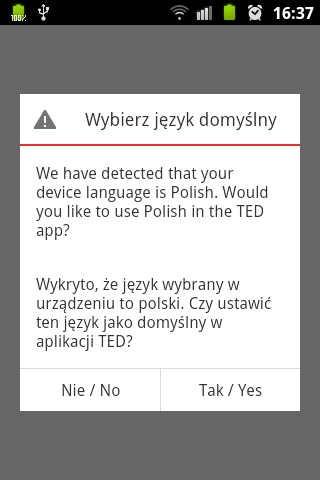 100%
16:37
Wybierz język domyślny
We have detected that your
device language is Polish. Would
you like to use Polish in the TED
app?
Wykryto, że język wybrany w
urządzeniu to polski. Czy ustawić
ten język jako domyślny w
aplikacji TED?
Nie / No
Tak / Yes